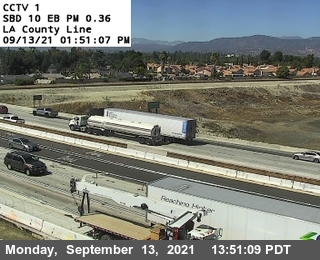 CCTV 1
SBD 10 EB PM 0.36
LA County Line
09/13/21 01:51:07 PM
Reaching Higher
Monday, September 13, 2021 13:51:09 PDT